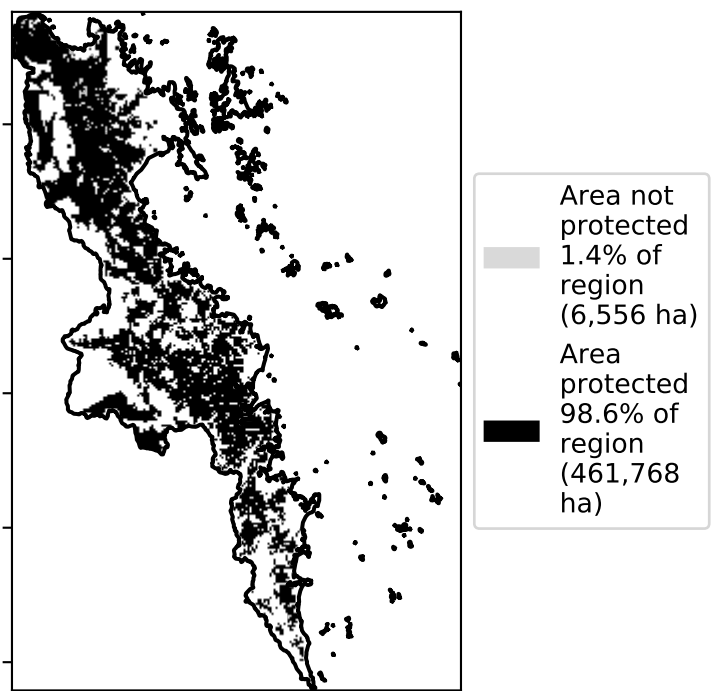 Area not
protected
1.4% of
region
(6,556 ha)
Area
protected
98.6% of
region
(461,768
ha)